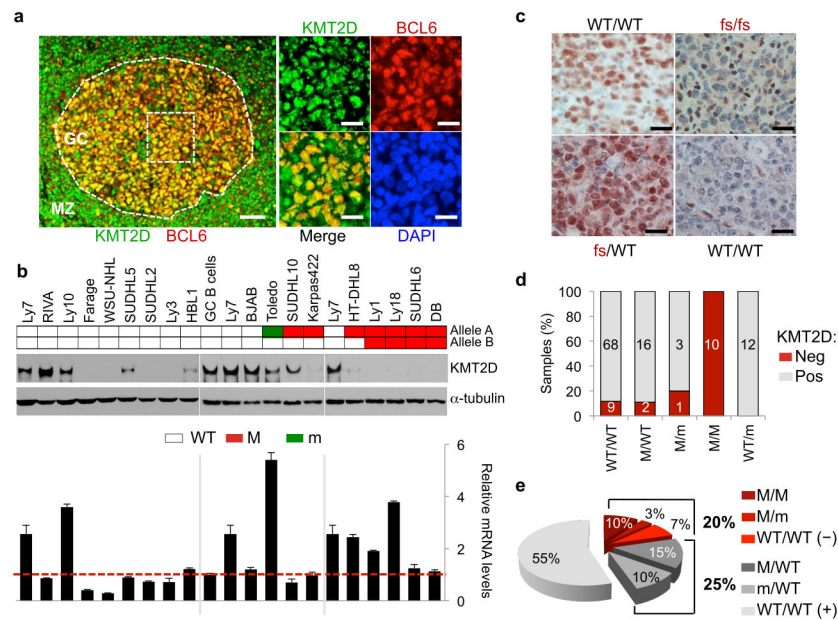 a
KMT2D BCL6
GC
MZ
KMT2D BCL6
Merge DAPI
b
Ly7 RIVA Ly10 Farage WSU-NHL SUDHL5 SUDHL2 Ly3 HBL1 GC B cells Ly7 BJAB Toledo SUDHL10 Karpas422 Ly7 HT-DHL8 Ly1 Ly18 SUDHL6 DB
Allele A
Allele B
KMT2D
α-tubulin
WT M m
6
4
2
0
Relative mRNA levels
c
WT/WT fs/fs
fs/WT WT/WT
d
Samples (%)
100
80
60
40
20
0
68 16 3 10 12
9 2 1
WT/WT M/WT M/m M/M WT/m
KMT2D:
Neg
Pos
e
10% 3% 7%
15%
10%
55%
20%
25%
M/M
M/m
WT/WT (−)
M/WT
m/WT
WT/WT (+)